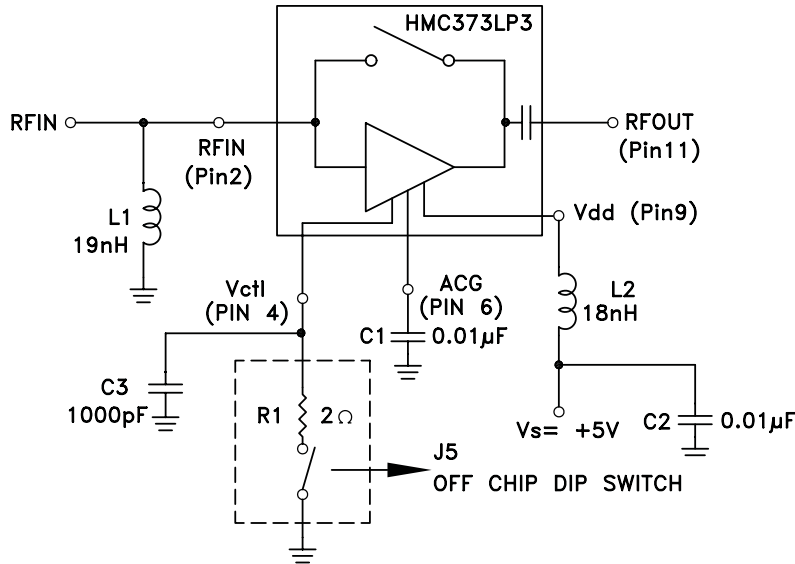 HMC373LP3
RFIN
RFIN
(Pin2)
RFOUT
(Pin11)
L1
19nH
Vdd (Pin9)
Vctl
(PIN 4)
ACG
(PIN 6)
L2
18nH
C1 0.01µF
C3
1000pF
R1 2Ω
Vs= +5V
C2 0.01µF
J5
OFF CHIP DIP SWITCH